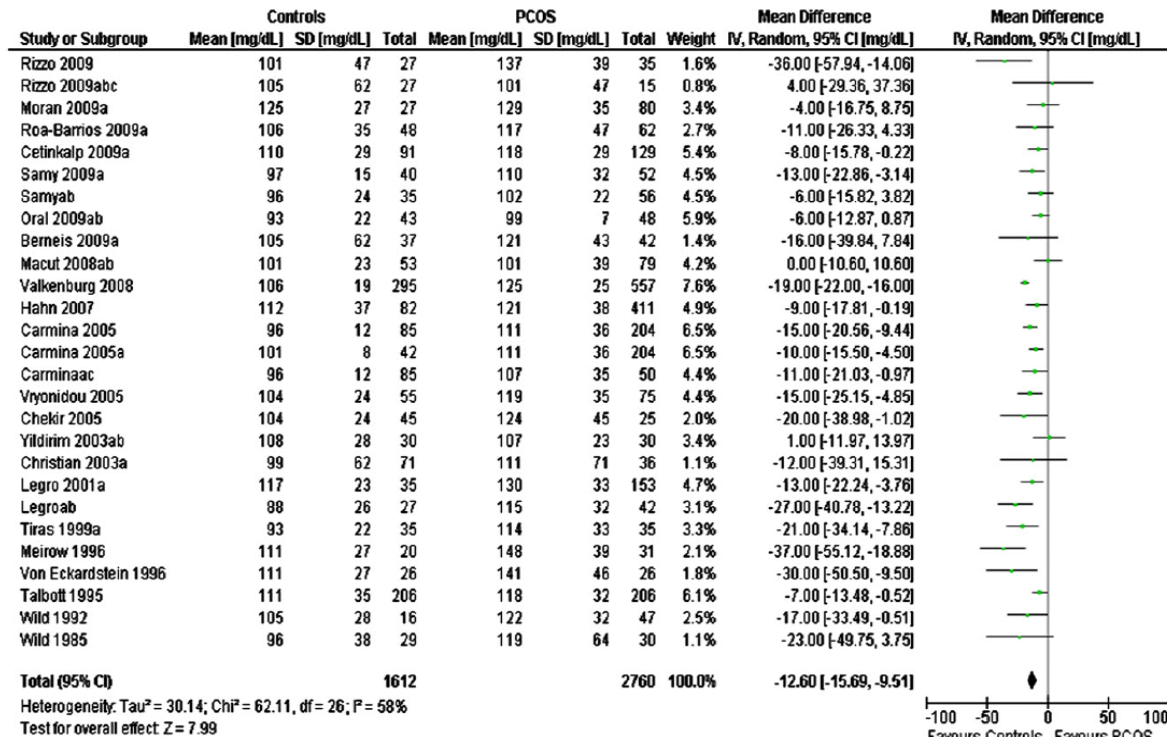 Controls PCOS Mean Difference Mean Difference
Study or Subgroup Mean [mg/dL] SD [mg/dL] Total Mean [mg/dL] SD [mg/dL] Total Weight IV, Random, 95% CI [mg/dL] IV, Random, 95% CI [mg/dL]
Rizzo 2009 101 47 27 137 39 35 1.6% -36.00 [-57.94, -14.06]
Rizzo 2009abc 105 62 27 101 47 15 0.8% 4.00 [-29.36, 37.36]
Moran 2009a 125 27 27 129 35 80 3.4% -4.00 [-16.75, 8.75]
Roa-Barrios 2009a 106 35 48 117 47 62 2.7% -11.00 [-26.33, 4.33]
Cetinkalp 2009a 110 29 91 118 29 129 5.4% -8.00 [-15.78, -0.22]
Samy 2009a 97 15 40 110 32 52 4.5% -13.00 [-22.86, -3.14]
Samyab 96 24 35 102 22 56 4.5% -6.00 [-15.82, 3.82]
Oral 2009ab 93 22 43 99 7 48 5.9% -6.00 [-12.87, 0.87]
Berneis 2009a 105 62 37 121 43 42 1.4% -16.00 [-39.84, 7.84]
Macut 2008ab 101 23 53 101 39 79 4.2% 0.00 [-10.60, 10.60]
Valkenburg 2008 106 19 295 125 25 557 7.6% -19.00 [-22.00, -16.00]
Hahn 2007 112 37 82 121 38 411 4.9% -9.00 [-17.81, -0.19]
Carmina 2005 96 12 85 111 36 204 6.5% -15.00 [-20.56, -9.44]
Carmina 2005a 101 8 42 111 36 204 6.5% -10.00 [-15.50, -4.50]
Carminaac 96 12 85 107 35 50 4.4% -11.00 [-21.03, -0.97]
Vryonidou 2005 104 24 55 119 35 75 4.4% -15.00 [-25.15, -4.85]
Chekir 2005 104 24 45 124 45 25 2.0% -20.00 [-38.98, -1.02]
Yildirim 2003ab 108 28 30 107 23 30 3.4% 1.00 [-11.97, 13.97]
Christian 2003a 99 62 71 111 71 36 1.1% -12.00 [-39.31, 15.31]
Legro 2001a 117 23 35 130 33 153 4.7% -13.00 [-22.24, -3.76]
Legroab 88 26 27 115 32 42 3.1% -27.00 [-40.78, -13.22]
Tiras 1999a 93 22 35 114 33 35 3.3% -21.00 [-34.14, -7.86]
Meirow 1996 111 27 20 148 39 31 2.1% -37.00 [-55.12, -18.88]
Von Eckardstein 1996 111 27 26 141 46 26 1.8% -30.00 [-50.50, -9.50]
Talbott 1995 111 35 206 118 32 206 6.1% -7.00 [-13.48, -0.52]
Wild 1992 105 28 16 122 32 47 2.5% -17.00 [-33.49, -0.51]
Wild 1985 96 38 29 119 64 30 1.1% -23.00 [-49.75, 3.75]
Total (95% CI) 1612 2760 100.0% -12.60 [-15.69, -9.51]
Heterogeneity: Tau² = 30.14; Chi² = 62.11, df = 26; I² = 58%
Test for overall effect: Z = 7.99
-100 -50 0 50 100
Favours Controls Favours PCOS